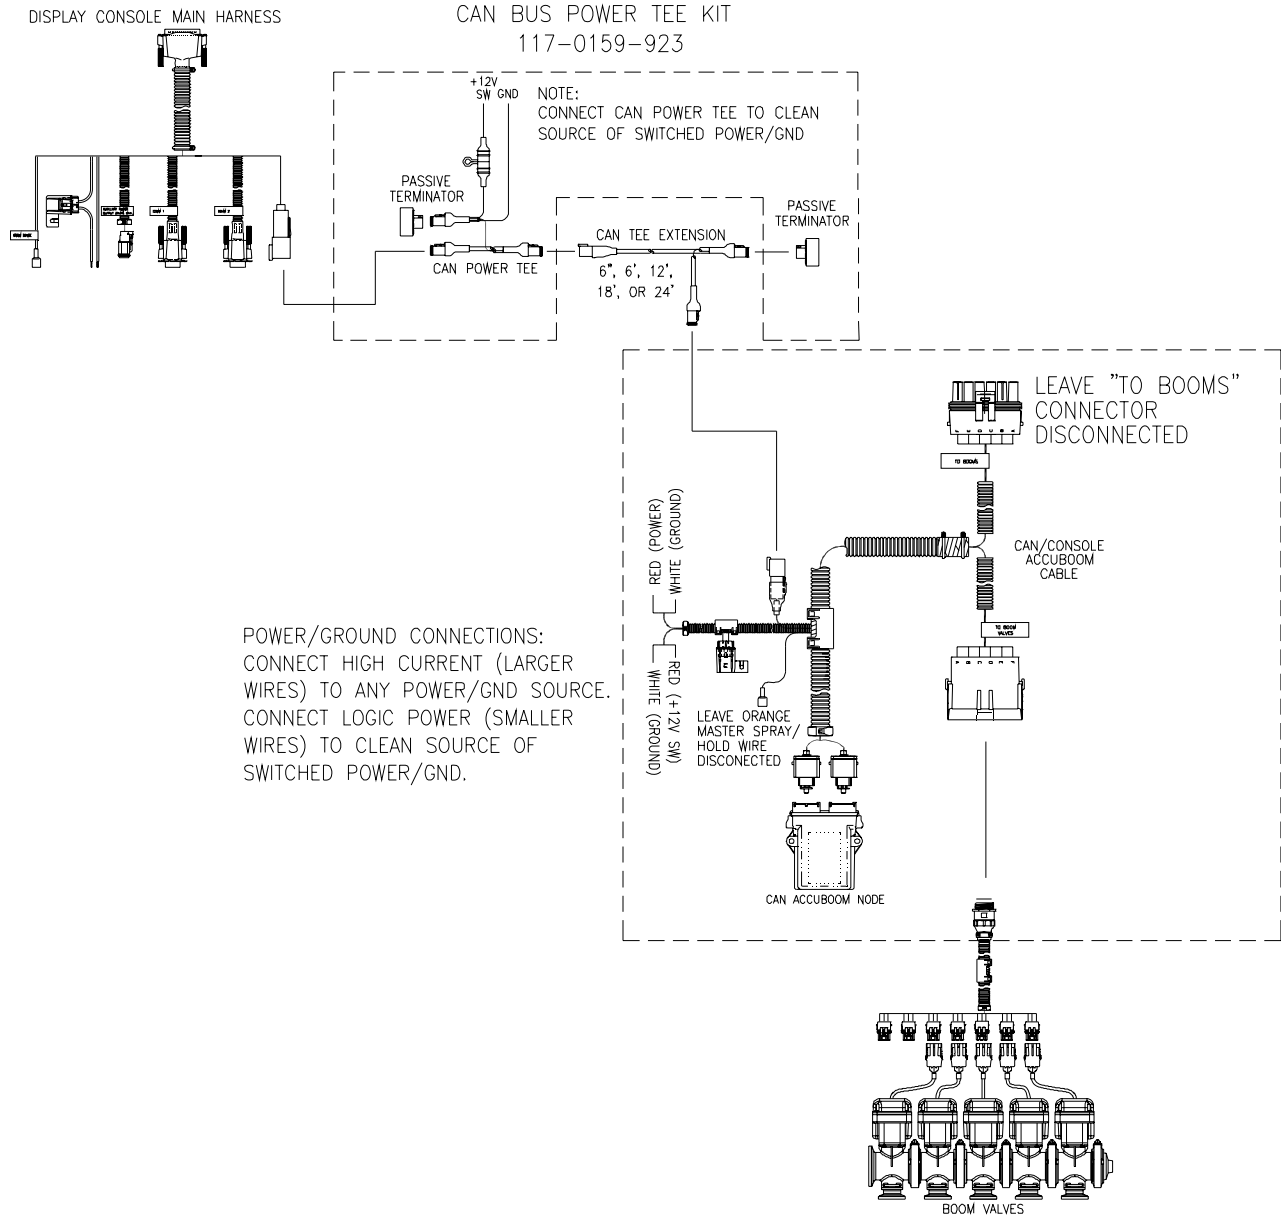 DISPLAY CONSOLE MAIN HARNESS
CAN BUS POWER TEE KIT
117-0159-923
+12V
SW GND
NOTE:
CONNECT CAN POWER TEE TO CLEAN
SOURCE OF SWITCHED POWER/GND
PASSIVE
TERMINATOR
CAN POWER TEE
CAN TEE EXTENSION
6", 6', 12',
18', OR 24'
PASSIVE
TERMINATOR
LEAVE "TO BOOMS"
CONNECTOR
DISCONNECTED
TO BOOMS
CAN/CONSOLE
ACCUBOOM
CABLE
TO BOOM
VALVES
RED (POWER)
WHITE (GROUND)
WHITE (GROUND)
RED (+12V SW)
LEAVE ORANGE
MASTER SPRAY/
HOLD WIRE
DISCONECTED
POWER/GROUND CONNECTIONS:
CONNECT HIGH CURRENT (LARGER
WIRES) TO ANY POWER/GND SOURCE.
CONNECT LOGIC POWER (SMALLER
WIRES) TO CLEAN SOURCE OF
SWITCHED POWER/GND.
CAN ACCUBOOM NODE
BOOM VALVES